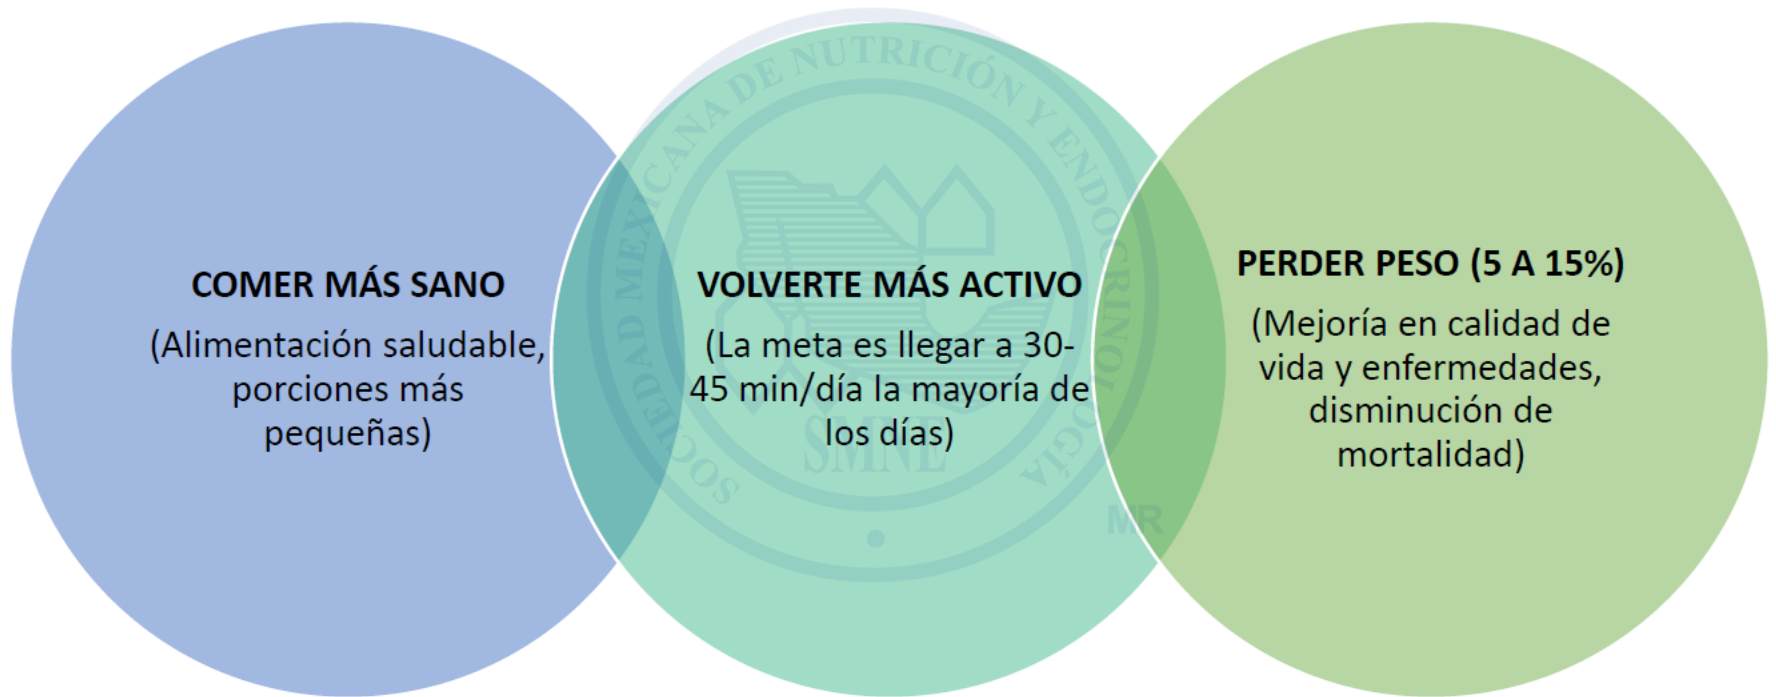 COMER MÁS SANO
(Alimentación saludable,
porciones más
pequeñas)
VOLVERTE MÁS ACTIVO
(La meta es llegar a 30-
45 min/día la mayoría de
los días)
PERDER PESO (5 A 15%)
(Mejoría en calidad de
vida y enfermedades,
disminución de
mortalidad)
SOCIEDAD MEXICANA DE NUTRICIÓN Y ENDOCRINOLOGÍA
SMNE
MR